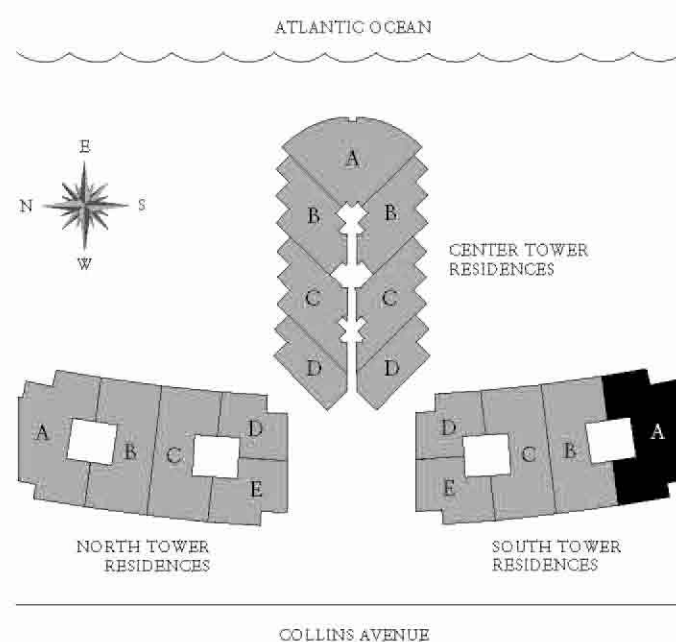 ATLANTIC OCEAN
E
N S
W
A
B B
CENTER TOWER
RESIDENCES
C C
D D
A B C D
E
D C B A
E
NORTH TOWER
RESIDENCES
SOUTH TOWER
RESIDENCES
COLLINS AVENUE